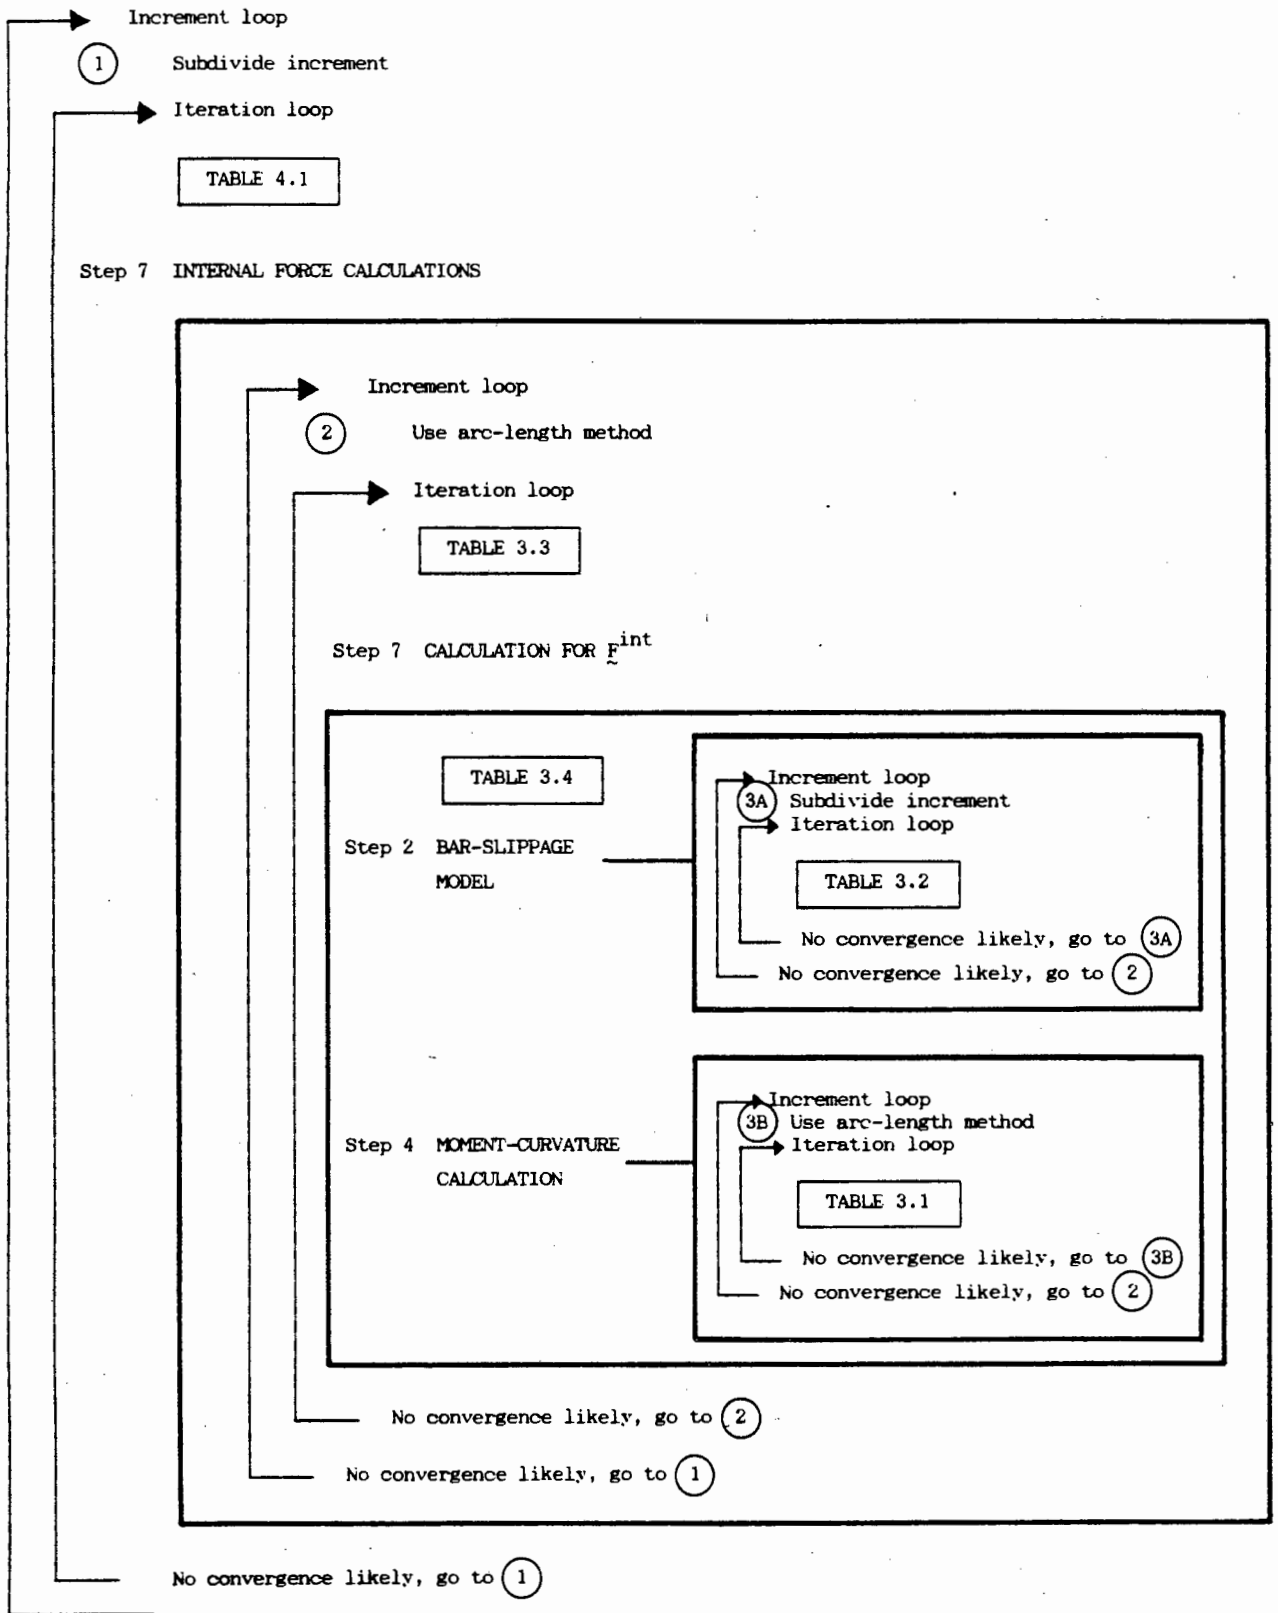 Increment loop
1 Subdivide increment
Iteration loop
TABLE 4.1
Step 7 INTERNAL FORCE CALCULATIONS
Increment loop
2 Use arc-length method
Iteration loop
TABLE 3.3
Step 7 CALCULATION FOR F̰^int
TABLE 3.4
Step 2 BAR-SLIPPAGE
MODEL
Increment loop
3A Subdivide increment
Iteration loop
TABLE 3.2
No convergence likely, go to 3A
No convergence likely, go to 2
Step 4 MOMENT-CURVATURE
CALCULATION
Increment loop
3B Use arc-length method
Iteration loop
TABLE 3.1
No convergence likely, go to 3B
No convergence likely, go to 2
No convergence likely, go to 2
No convergence likely, go to 1
No convergence likely, go to 1